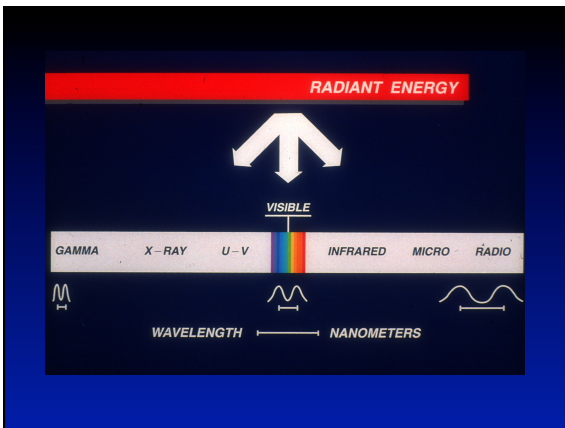 RADIANT ENERGY
VISIBLE
GAMMA X-RAY U-V INFRARED MICRO RADIO
WAVELENGTH NANOMETERS